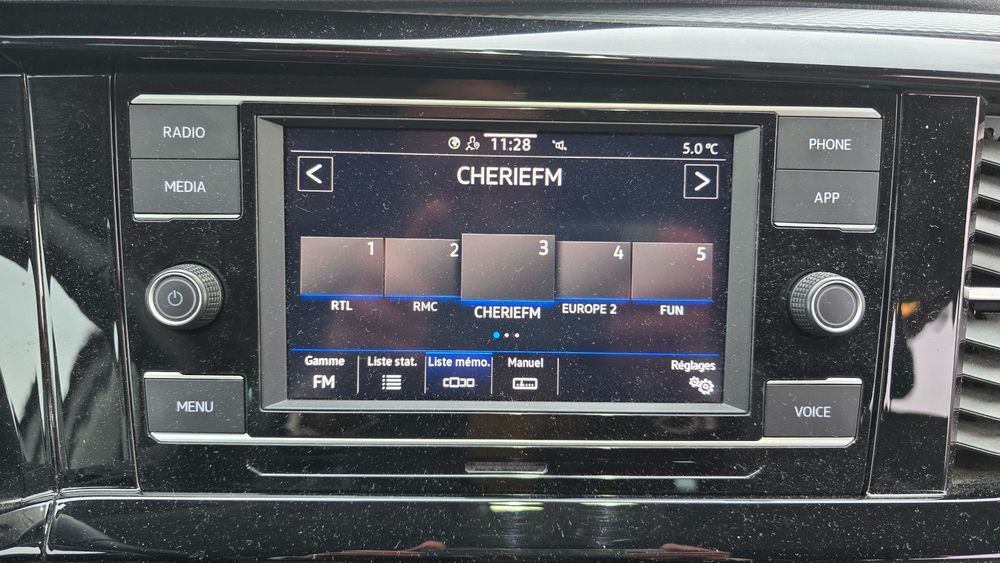 RADIO
MEDIA
MENU
11:28
5.0 °C
<
CHERIEFM
>
1 2 3 4 5
RTL RMC CHERIEFM EUROPE 2 FUN
Gamme Liste stat. Liste mémo. Manuel Réglages
FM
PHONE
APP
VOICE